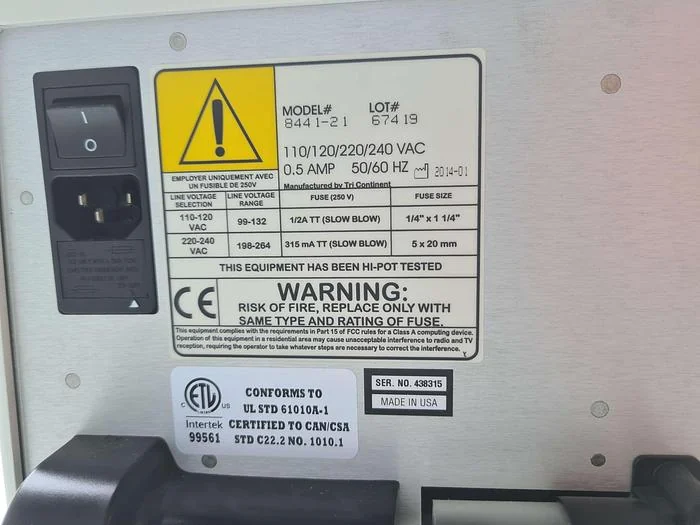 I
O
MODEL# LOT#
8441-21 67419
110/120/220/240 VAC
0.5 AMP 50/60 HZ 2014-01
Manufactured by Tri Continent
EMPLOYER UNIQUEMENT AVEC
UN FUSIBLE DE 250V
LINE VOLTAGE SELECTION LINE VOLTAGE RANGE FUSE (250 V) FUSE SIZE
110-120 VAC 99-132 1/2A TT (SLOW BLOW) 1/4" x 1 1/4"
220-240 VAC 198-264 315 mA TT (SLOW BLOW) 5 x 20 mm
THIS EQUIPMENT HAS BEEN HI-POT TESTED
CE
WARNING:
RISK OF FIRE, REPLACE ONLY WITH
SAME TYPE AND RATING OF FUSE.
This equipment complies with the requirements in Part 15 of FCC rules for a Class A computing device.
Operation of this equipment in a residential area may cause unacceptable interference to radio and TV
reception, requiring the operator to take whatever steps are necessary to correct the interference.
C ETL US
Intertek
99561
CONFORMS TO
UL STD 61010A-1
CERTIFIED TO CAN/CSA
STD C22.2 NO. 1010.1
SER. NO. 438315
MADE IN USA